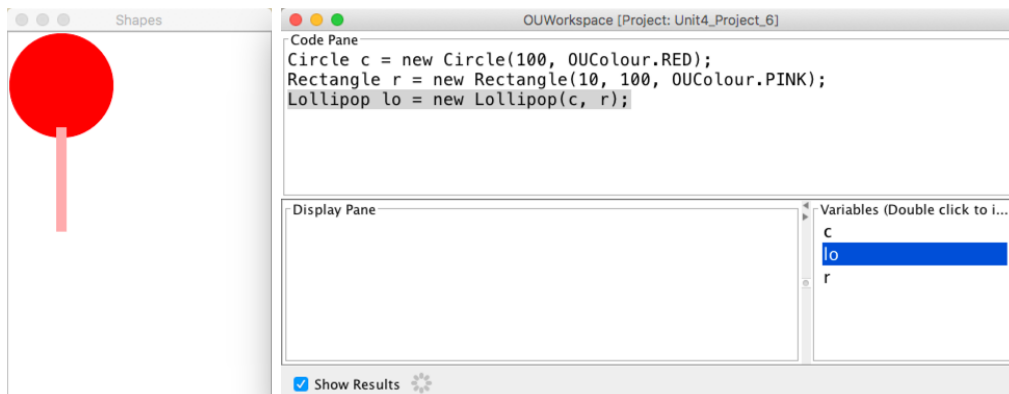 Shapes
OUWorkspace [Project: Unit4_Project_6]
Code Pane
Circle c = new Circle(100, OUColour.RED);
Rectangle r = new Rectangle(10, 100, OUColour.PINK);
Lollipop lo = new Lollipop(c, r);
Display Pane
Variables (Double click to i...
c
lo
r
Show Results